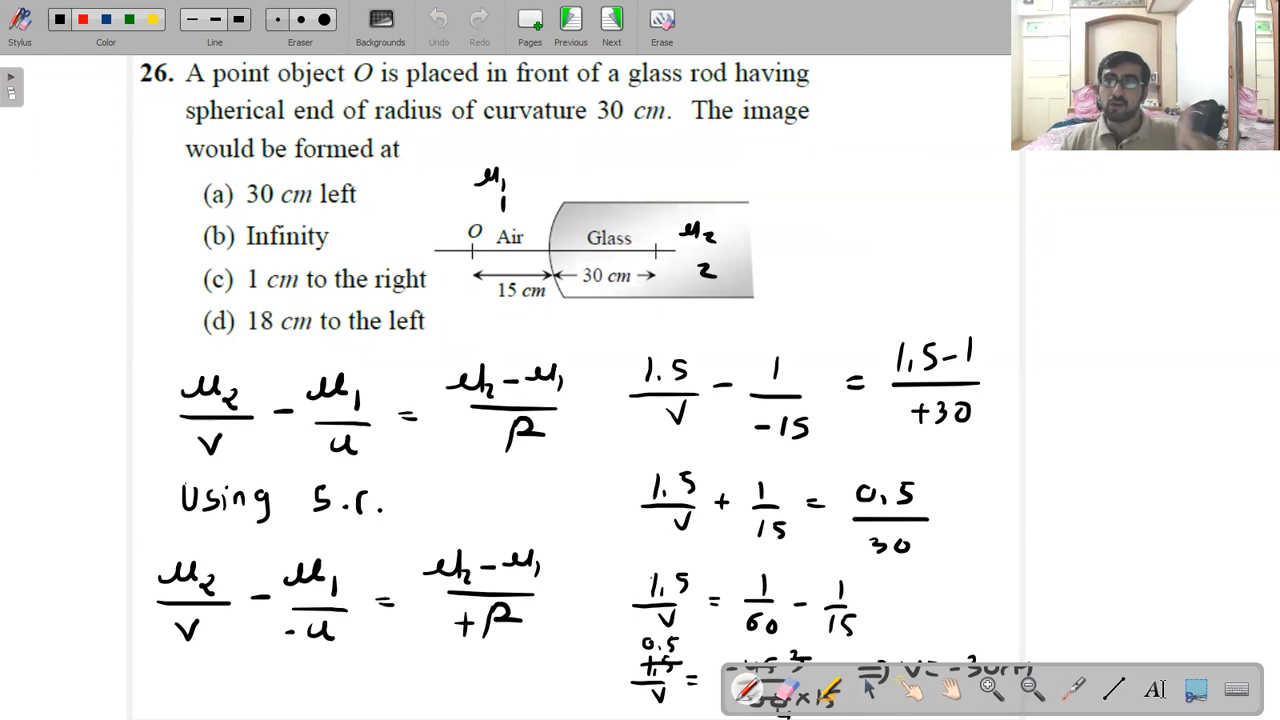 Stylus Color Line Eraser Backgrounds Undo Redo Pages Previous Next Erase
26. A point object O is placed in front of a glass rod having
spherical end of radius of curvature 30 cm. The image
would be formed at
(a) 30 cm left
(b) Infinity
(c) 1 cm to the right
(d) 18 cm to the left
μ1
1
O Air Glass μ2
15 cm 30 cm 2
μ2/v - μ1/u = μ2-μ1/R
Using S.C.
μ2/v - μ1/-u = μ2-μ1/+R
1.5/v - 1/-15 = 1.5-1/+30
1.5/v + 1/15 = 0.5/30
1.5/v = 1/60 - 1/15
0.5
1.5/v =
⇒ v = -30cm